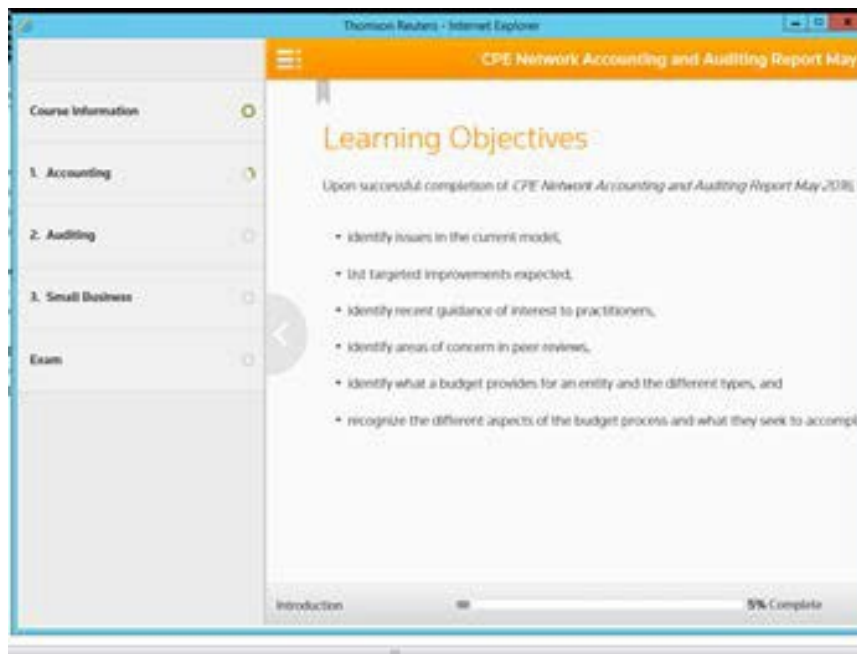 Thomson Reuters - Internet Explorer
CPE Network Accounting and Auditing Report May
Course Information
1. Accounting
2. Auditing
3. Small Business
Exam
Learning Objectives
Upon successful completion of CPE Network Accounting and Auditing Report May 2016,
• identify issues in the current model,
• list targeted improvements expected,
• identify recent guidance of interest to practitioners,
• identify areas of concern in peer reviews,
• identify what a budget provides for an entity and the different types, and
• recognize the different aspects of the budget process and what they seek to accompl
Introduction
5% Complete